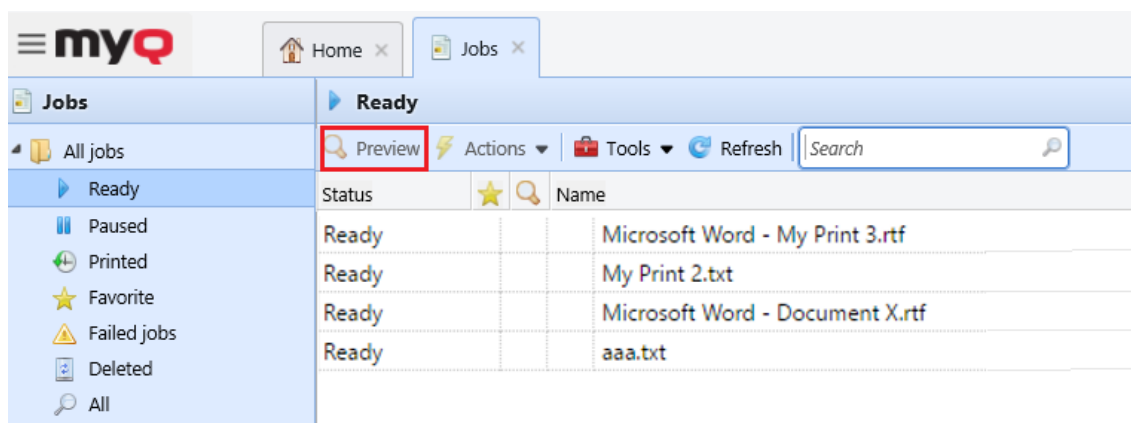 myQ
Home
Jobs
Jobs
Ready
All jobs
Preview Actions Tools Refresh Search
Ready
Paused
Printed
Favorite
Failed jobs
Deleted
All
Status Name
Ready Microsoft Word - My Print 3.rtf
Ready My Print 2.txt
Ready Microsoft Word - Document X.rtf
Ready aaa.txt